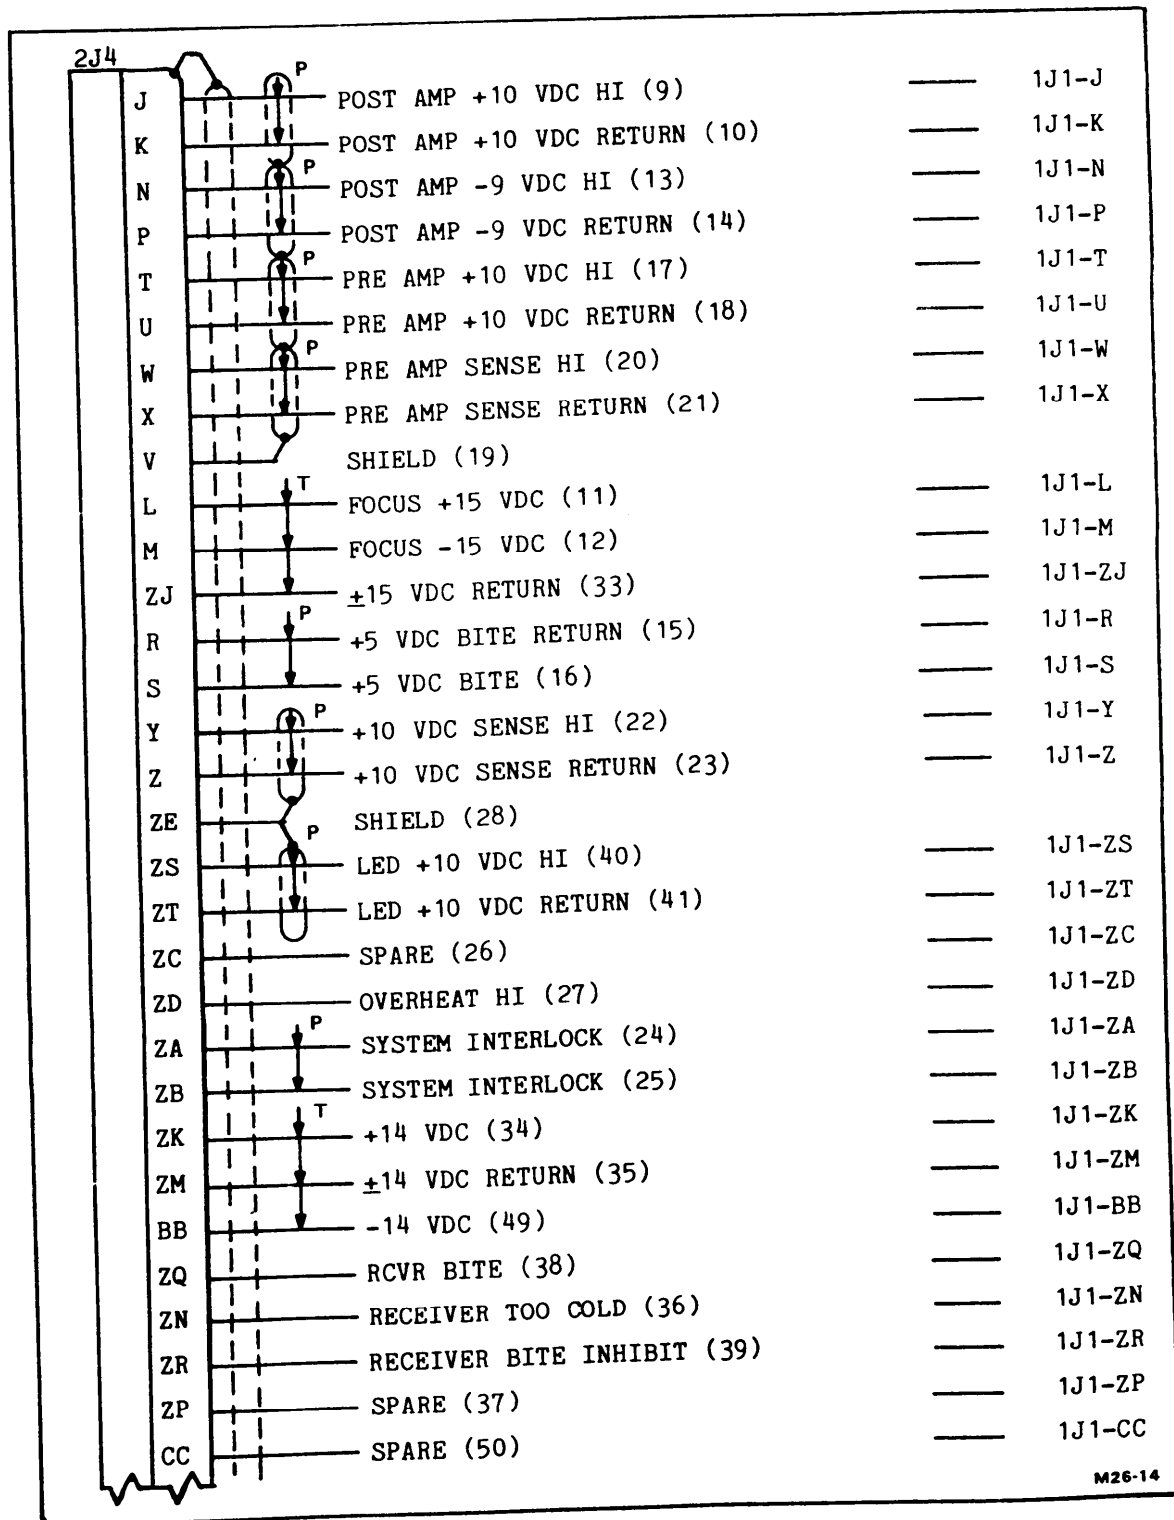 2J4
P
J POST AMP +10 VDC HI (9) 1J1-J
K POST AMP +10 VDC RETURN (10) 1J1-K
P
N POST AMP -9 VDC HI (13) 1J1-N
P POST AMP -9 VDC RETURN (14) 1J1-P
P
T PRE AMP +10 VDC HI (17) 1J1-T
U PRE AMP +10 VDC RETURN (18) 1J1-U
P
W PRE AMP SENSE HI (20) 1J1-W
X PRE AMP SENSE RETURN (21) 1J1-X
V SHIELD (19)
T
L FOCUS +15 VDC (11) 1J1-L
M FOCUS -15 VDC (12) 1J1-M
ZJ ±15 VDC RETURN (33) 1J1-ZJ
P
R +5 VDC BITE RETURN (15) 1J1-R
S +5 VDC BITE (16) 1J1-S
P
Y +10 VDC SENSE HI (22) 1J1-Y
Z +10 VDC SENSE RETURN (23) 1J1-Z
ZE SHIELD (28)
P
ZS LED +10 VDC HI (40) 1J1-ZS
ZT LED +10 VDC RETURN (41) 1J1-ZT
ZC SPARE (26) 1J1-ZC
ZD OVERHEAT HI (27) 1J1-ZD
P
ZA SYSTEM INTERLOCK (24) 1J1-ZA
ZB SYSTEM INTERLOCK (25) 1J1-ZB
T
ZK +14 VDC (34) 1J1-ZK
ZM ±14 VDC RETURN (35) 1J1-ZM
BB -14 VDC (49) 1J1-BB
ZQ RCVR BITE (38) 1J1-ZQ
ZN RECEIVER TOO COLD (36) 1J1-ZN
ZR RECEIVER BITE INHIBIT (39) 1J1-ZR
ZP SPARE (37) 1J1-ZP
CC SPARE (50) 1J1-CC
M26-14